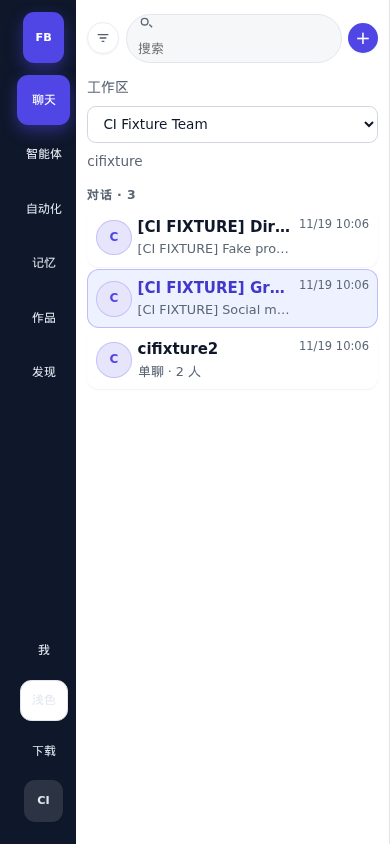 FB
聊天
智能体
自动化
记忆
作品
发现
我
浅色
下载
CI
搜索
工作区
CI Fixture Team
cifixture
对话 · 3
C
[CI FIXTURE] Dir...
11/19 10:06
[CI FIXTURE] Fake pro...
C
[CI FIXTURE] Gr...
11/19 10:06
[CI FIXTURE] Social m...
C
cifixture2
11/19 10:06
单聊 · 2 人